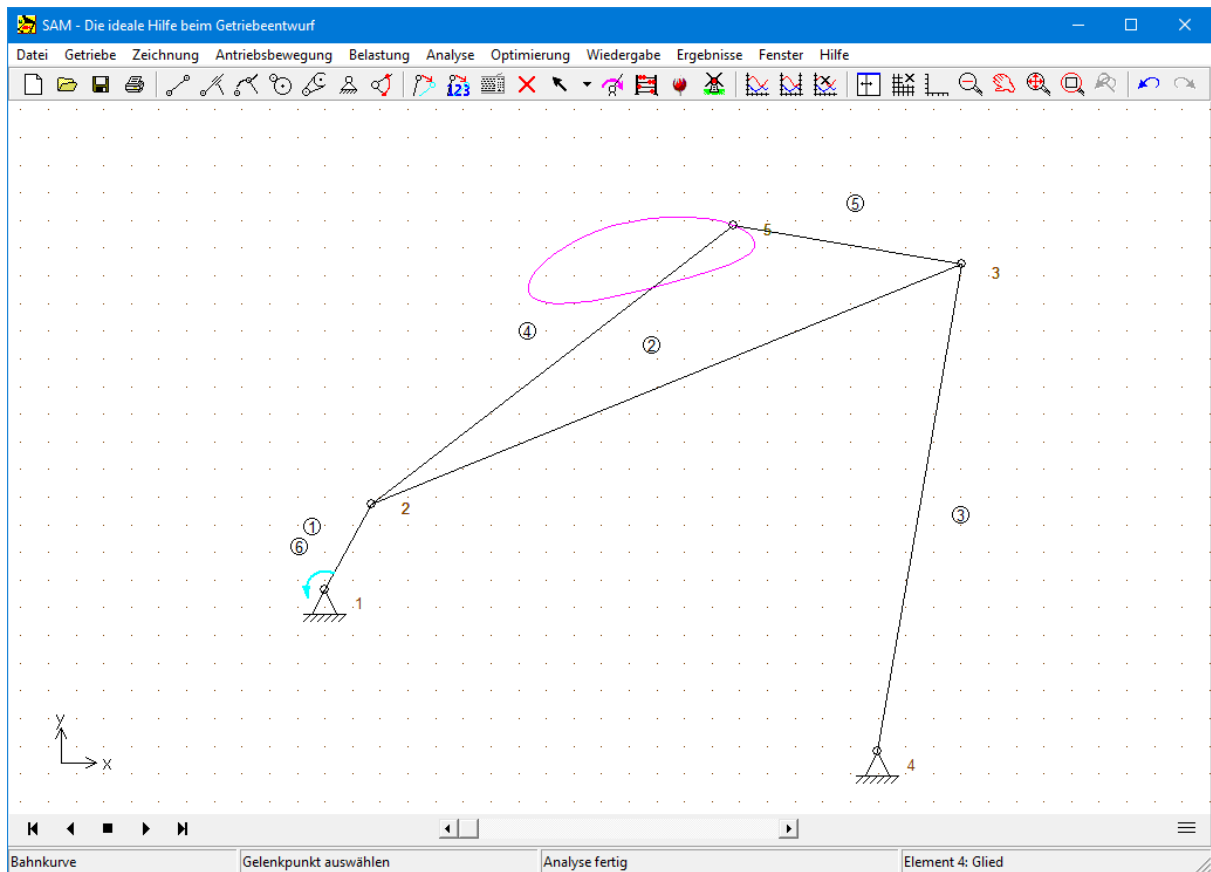 SAM - Die ideale Hilfe beim Getriebeentwurf
Datei Getriebe Zeichnung Antriebsbewegung Belastung Analyse Optimierung Wiedergabe Ergebnisse Fenster Hilfe
123
5
5
3
4
2
2
1
3
6
1
4
y
x
Bahnkurve Gelenkpunkt auswählen Analyse fertig Element 4: Glied